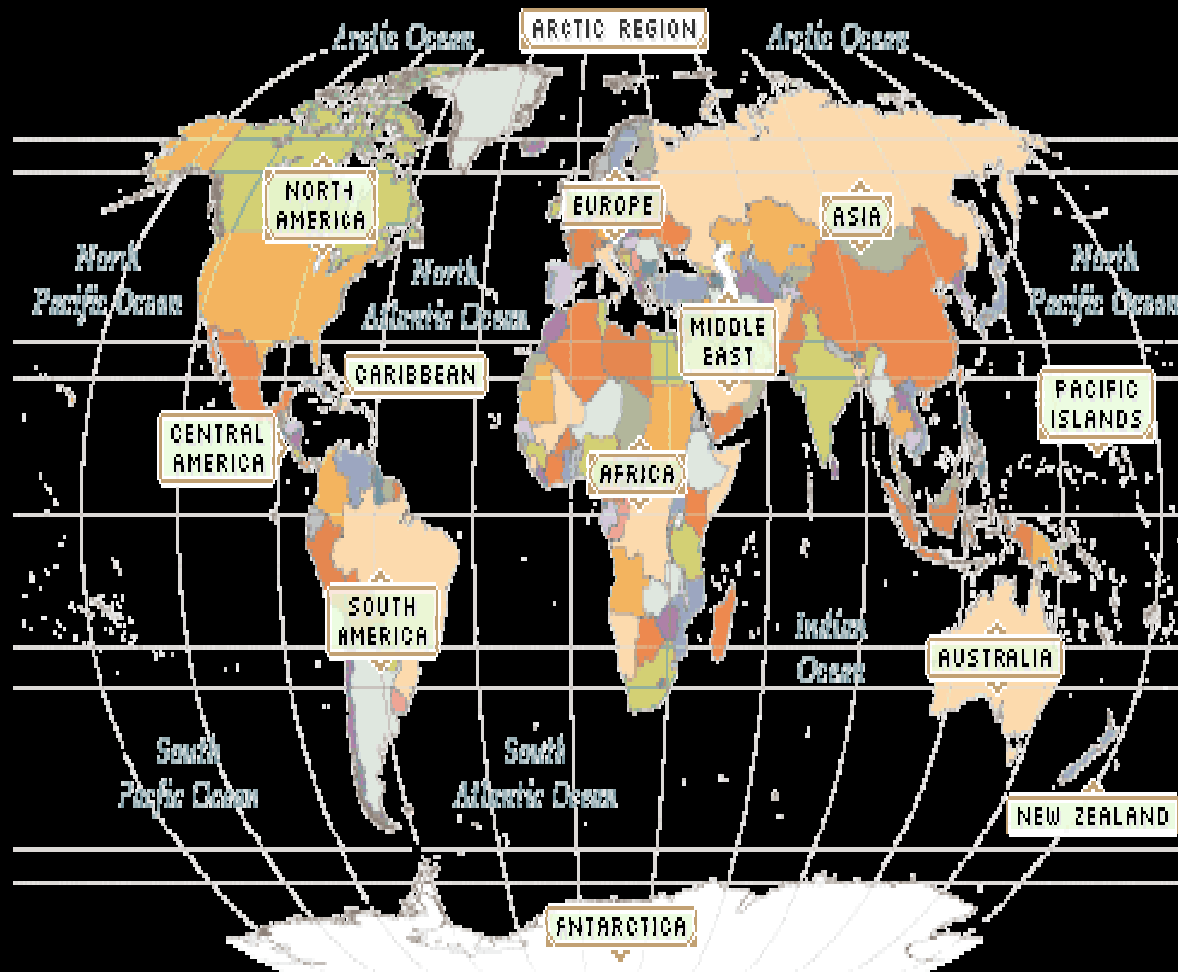 ARCTIC REGION
Arctic Ocean
Arctic Ocean
NORTH
AMERICA
EUROPE
ASIA
North
Pacific Ocean
North
Atlantic Ocean
North
Pacific Ocean
MIDDLE
EAST
CARIBBEAN
PACIFIC
ISLANDS
CENTRAL
AMERICA
AFRICA
SOUTH
AMERICA
Indian
Ocean
AUSTRALIA
South
Pacfic Ocean
South
Atlantic Ocean
NEW ZEALAND
ANTARCTICA